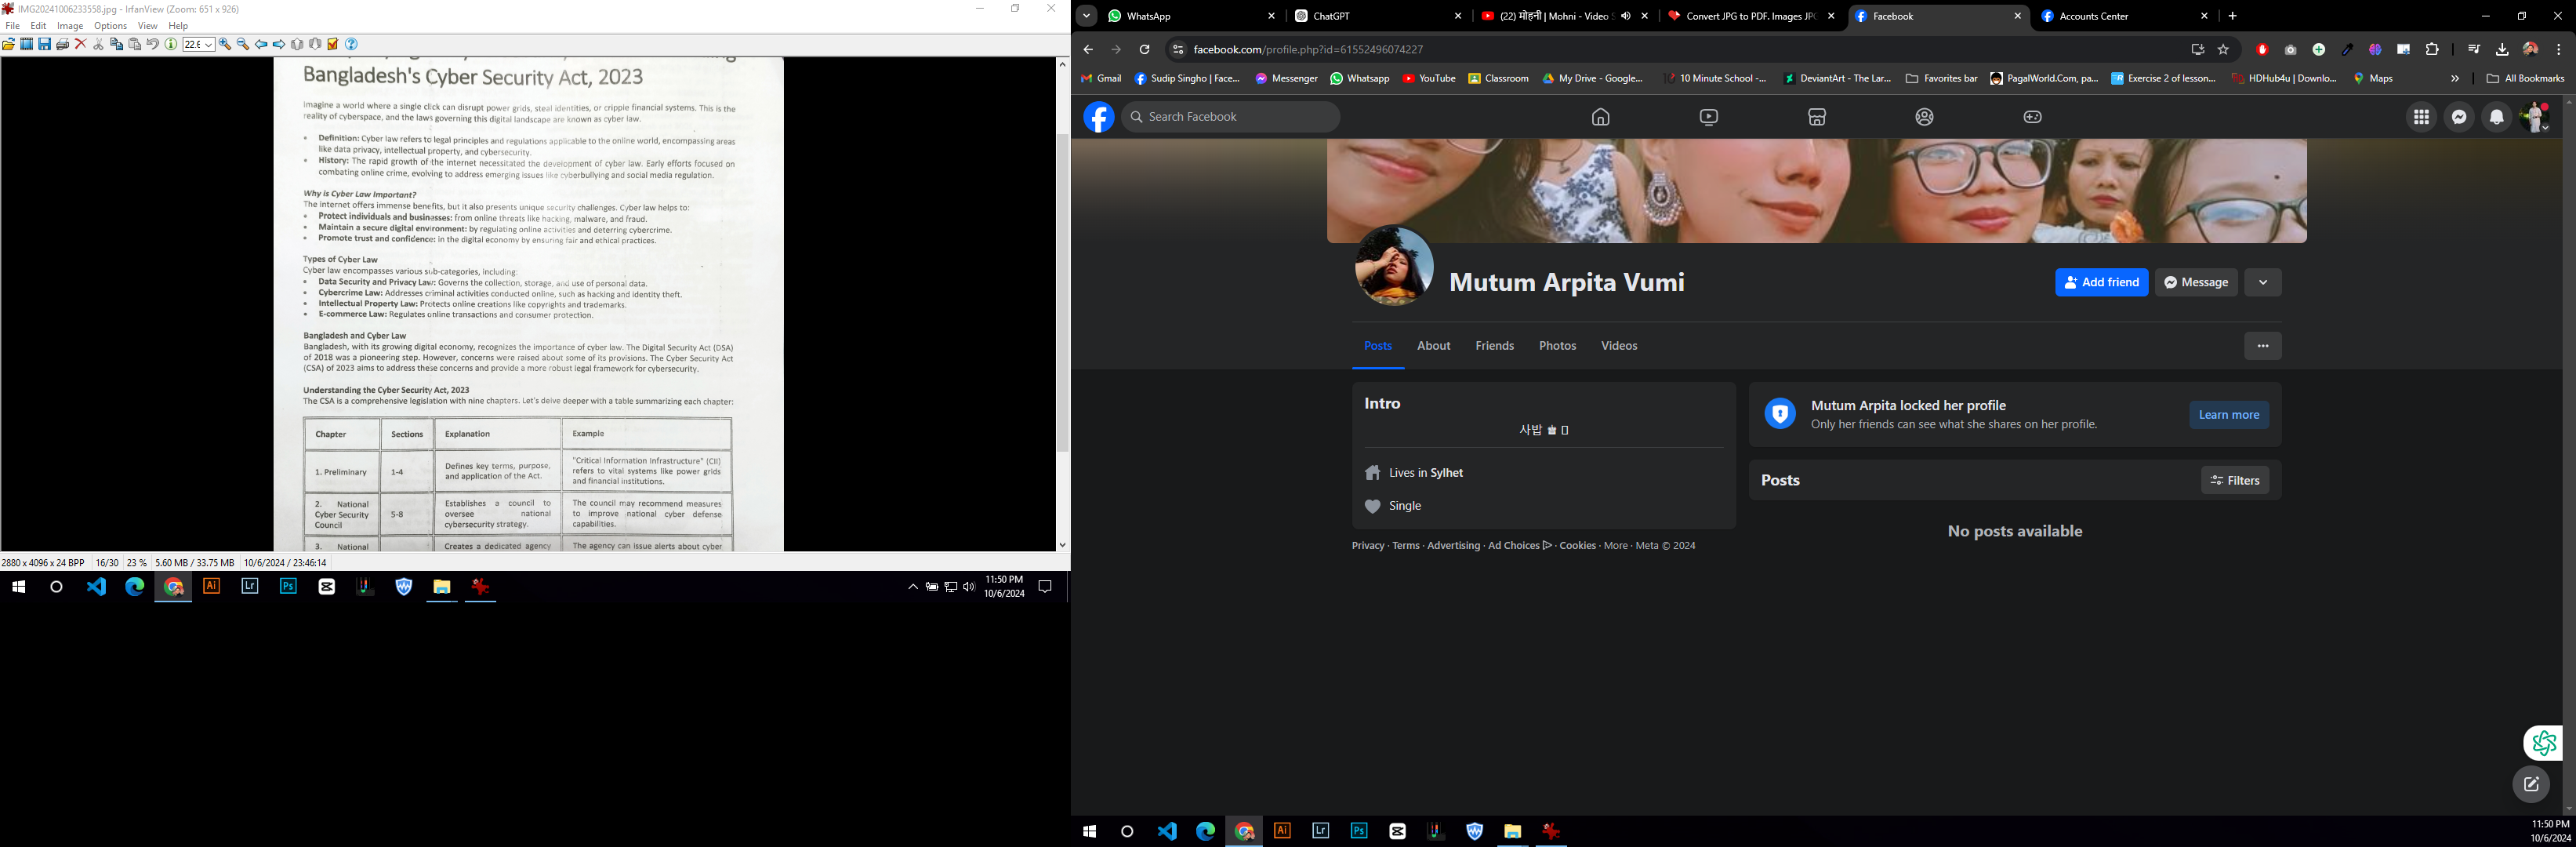 IMG20241006233558.jpg - IrfanView (Zoom: 651 x 926)
File Edit Image Options View Help
Bangladesh's Cyber Security Act, 2023
Imagine a world where a single click can disrupt power grids, steal identities, or cripple financial systems. This is the
reality of cyberspace, and the laws governing this digital landscape are known as cyber law.
• Definition: Cyber law refers to legal principles and regulations applicable to the online world, encompassing areas
like data privacy, intellectual property, and cybersecurity.
• History: The rapid growth of the internet necessitated the development of cyber law. Early efforts focused on
combating online crime, evolving to address emerging issues like cyberbullying and social media regulation.
Why is Cyber Law Important?
The internet offers immense benefits, but it also presents unique security challenges. Cyber law helps to:
• Protect individuals and businesses: from online threats like hacking, malware, and fraud.
• Maintain a secure digital environment: by regulating online activities and deterring cybercrime.
• Promote trust and confidence: in the digital economy by ensuring fair and ethical practices.
Types of Cyber Law
Cyber law encompasses various sub-categories, including:
• Data Security and Privacy Law: Governs the collection, storage, and use of personal data.
• Cybercrime Law: Addresses criminal activities conducted online, such as hacking and identity theft.
• Intellectual Property Law: Protects online creations like copyrights and trademarks.
• E-commerce Law: Regulates online transactions and consumer protection.
Bangladesh and Cyber Law
Bangladesh, with its growing digital economy, recognizes the importance of cyber law. The Digital Security Act (DSA)
of 2018 was a pioneering step. However, concerns were raised about some of its provisions. The Cyber Security Act
(CSA) of 2023 aims to address these concerns and provide a more robust legal framework for cybersecurity.
Understanding the Cyber Security Act, 2023
The CSA is a comprehensive legislation with nine chapters. Let's delve deeper with a table summarizing each chapter:
Chapter Sections Explanation Example
1. Preliminary 1-4 Defines key terms, purpose, and application of the Act. "Critical Information Infrastructure" (CII) refers to vital systems like power grids and financial institutions.
2. National Cyber Security Council 5-8 Establishes a council to oversee national cybersecurity strategy. The council may recommend measures to improve national cyber defense capabilities.
3. National Creates a dedicated agency The agency can issue alerts about cyber
2880 x 4096 x 24 BPP 16/30 23 % 5.60 MB / 33.75 MB 10/6/2024 / 23:46:14
11:50 PM
10/6/2024
WhatsApp ChatGPT (22) मोहनी | Mohni - Video Convert JPG to PDF. Images JPG Facebook Accounts Center
facebook.com/profile.php?id=61552496074227
Gmail Sudip Singho | Face... Messenger Whatsapp YouTube Classroom My Drive - Google... 10 Minute School -... DeviantArt - The Lar... Favorites bar PagalWorld.Com, pa... Exercise 2 of lesson... HDHub4u | Downlo... Maps » All Bookmarks
Search Facebook
Mutum Arpita Vumi
Add friend Message
Posts About Friends Photos Videos
Intro
사밥
Lives in Sylhet
Single
Privacy · Terms · Advertising · Ad Choices · Cookies · More · Meta © 2024
Mutum Arpita locked her profile
Only her friends can see what she shares on her profile.
Learn more
Posts
Filters
No posts available
11:50 PM
10/6/2024